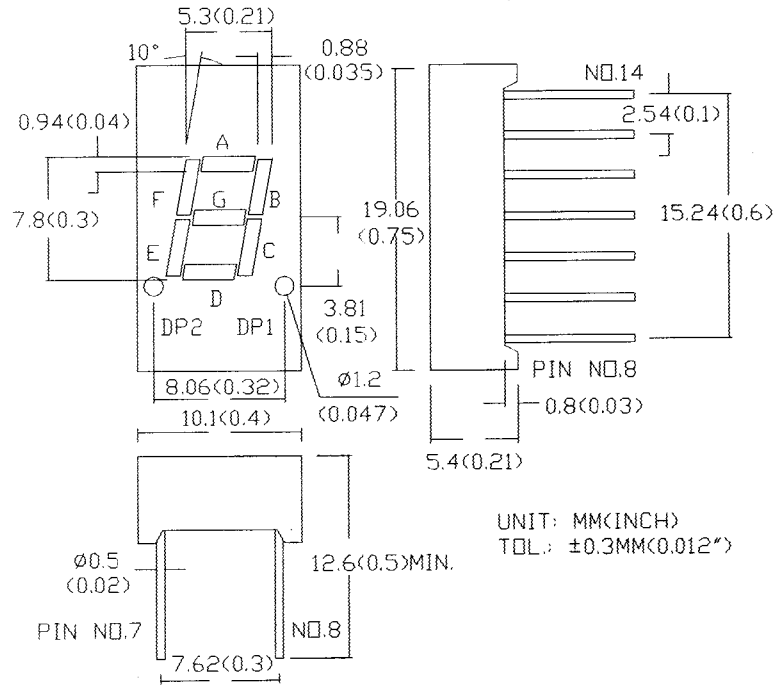 5.3(0.21)
10°
0.88
(0.035)
NO.14
2.54(0.1)
0.94(0.04)
A
F
G
B
7.8(0.3)
19.06
(0.75)
15.24(0.6)
E
C
D
3.81
(0.15)
DP2
DP1
PIN NO.8
8.06(0.32)
Ø1.2
(0.047)
0.8(0.03)
10.1(0.4)
5.4(0.21)
UNIT: MM(INCH)
TOL.: ±0.3MM(0.012")
Ø0.5
(0.02)
12.6(0.5)MIN.
PIN NO.7
NO.8
7.62(0.3)